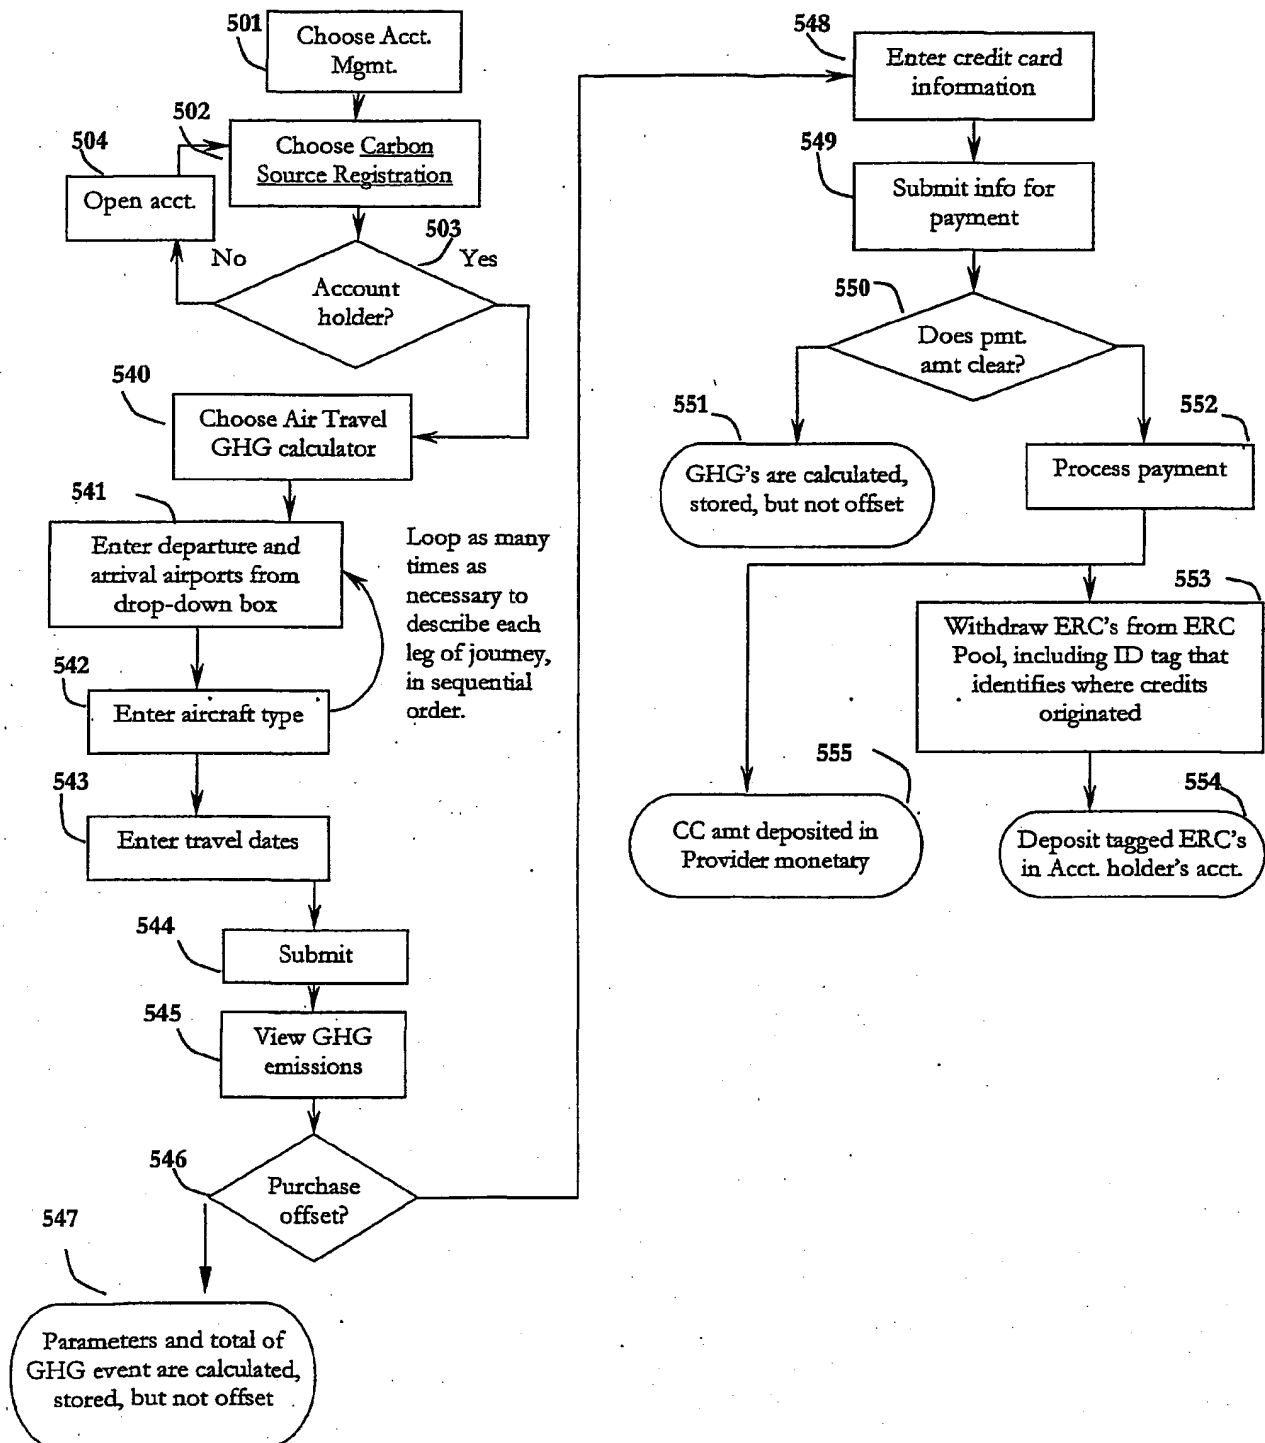 501
Choose Acct.
Mgmt.
502
Choose Carbon
Source Registration
504
Open acct.
No
503
Yes
Account
holder?
540
Choose Air Travel
GHG calculator
541
Enter departure and
arrival airports from
drop-down box
Loop as many
times as
necessary to
describe each
leg of journey,
in sequential
order.
542
Enter aircraft type
543
Enter travel dates
544
Submit
545
View GHG
emissions
546
Purchase
offset?
547
Parameters and total of
GHG event are calculated,
stored, but not offset
548
Enter credit card
information
549
Submit info for
payment
550
Does pmt.
amt clear?
551
GHG's are calculated,
stored, but not offset
552
Process payment
553
Withdraw ERC's from ERC
Pool, including ID tag that
identifies where credits
originated
555
CC amt deposited in
Provider monetary
554
Deposit tagged ERC's
in Acct. holder's acct.